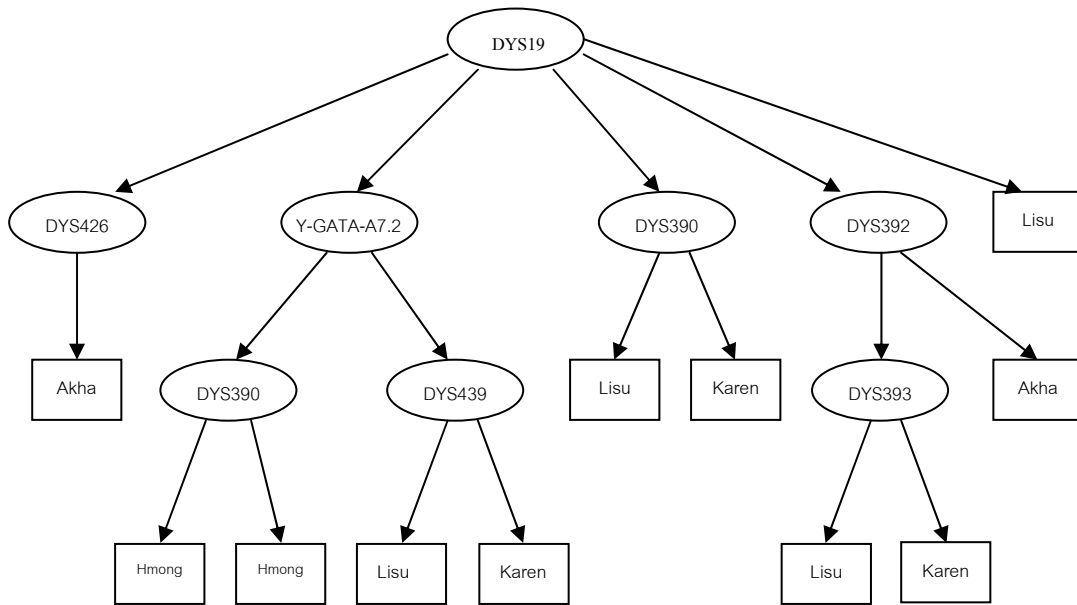 DYS19
DYS426
Y-GATA-A7.2
DYS390
DYS392
Lisu
Akha
DYS390
DYS439
Lisu
Karen
DYS393
Akha
Hmong
Hmong
Lisu
Karen
Lisu
Karen